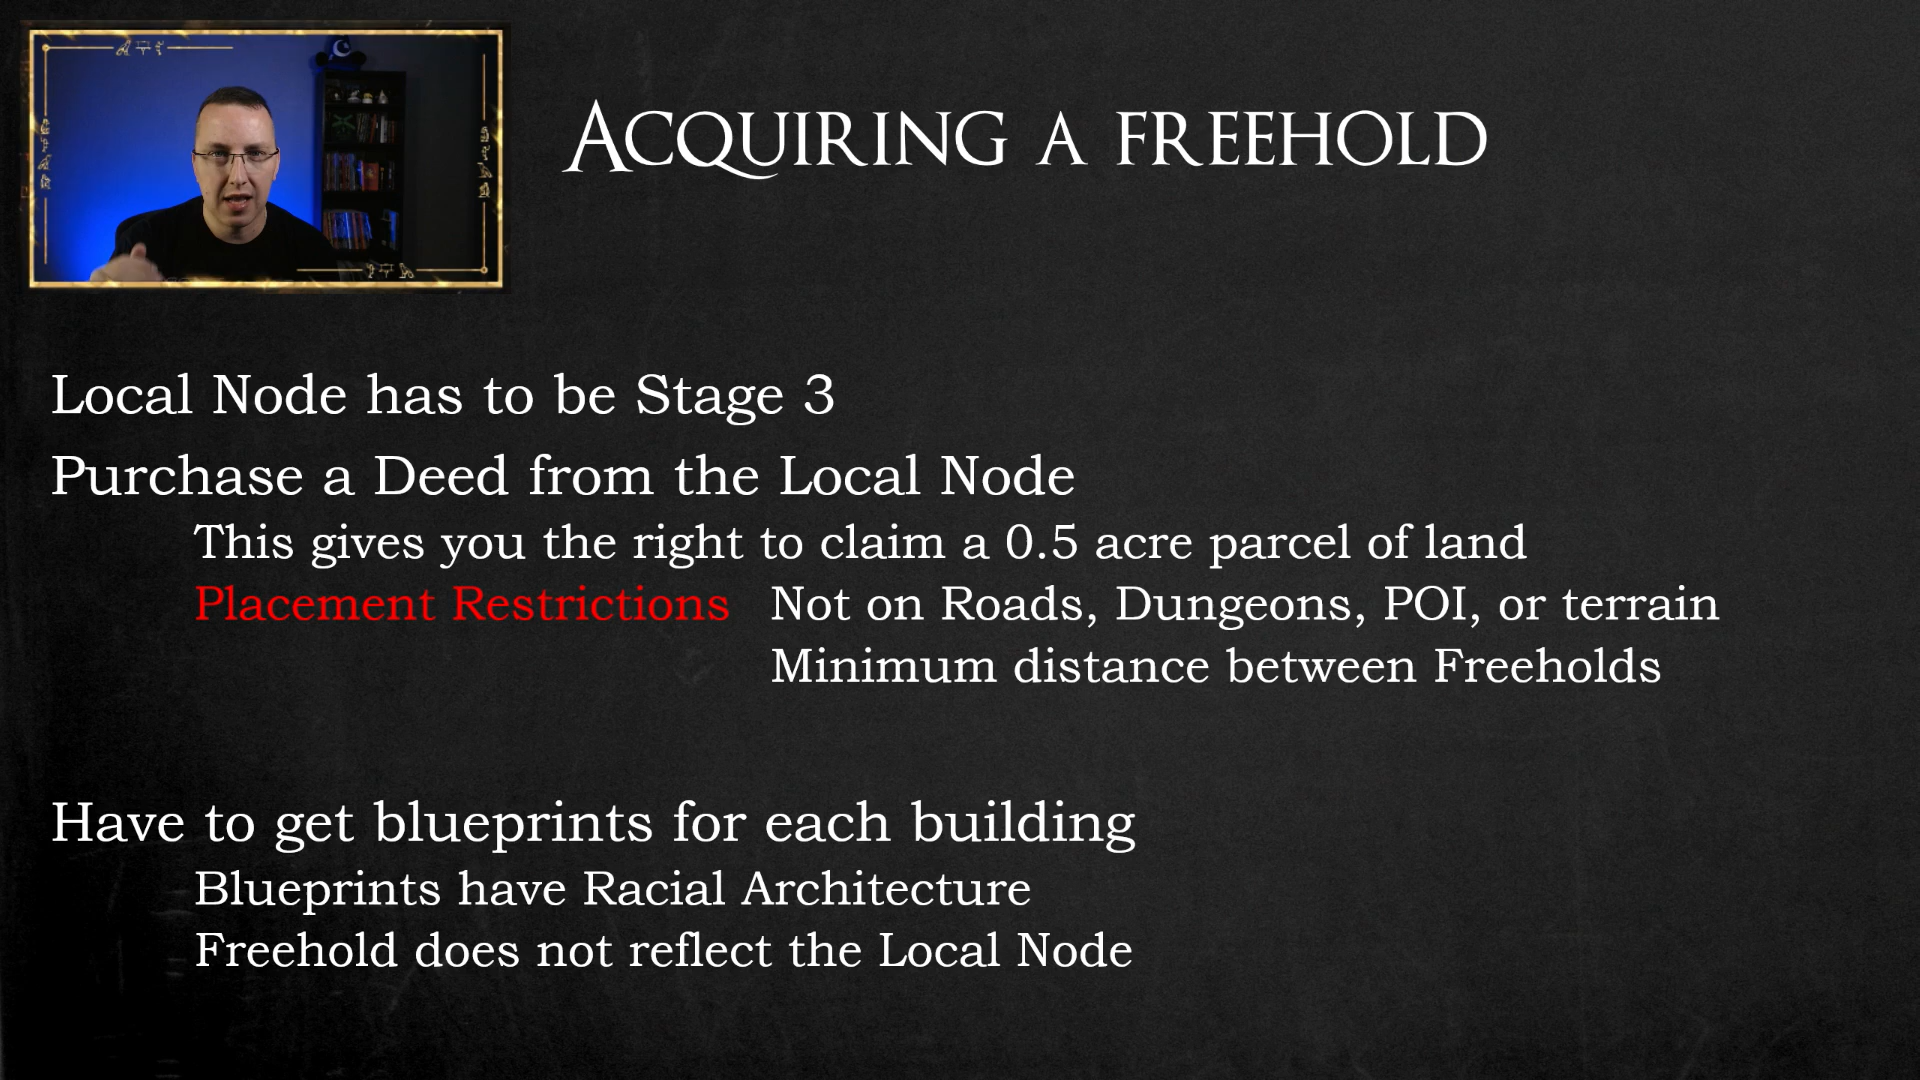 Acquiring a freehold
Local Node has to be Stage 3
Purchase a Deed from the Local Node
This gives you the right to claim a 0.5 acre parcel of land
Placement Restrictions Not on Roads, Dungeons, POI, or terrain
Minimum distance between Freeholds
Have to get blueprints for each building
Blueprints have Racial Architecture
Freehold does not reflect the Local Node